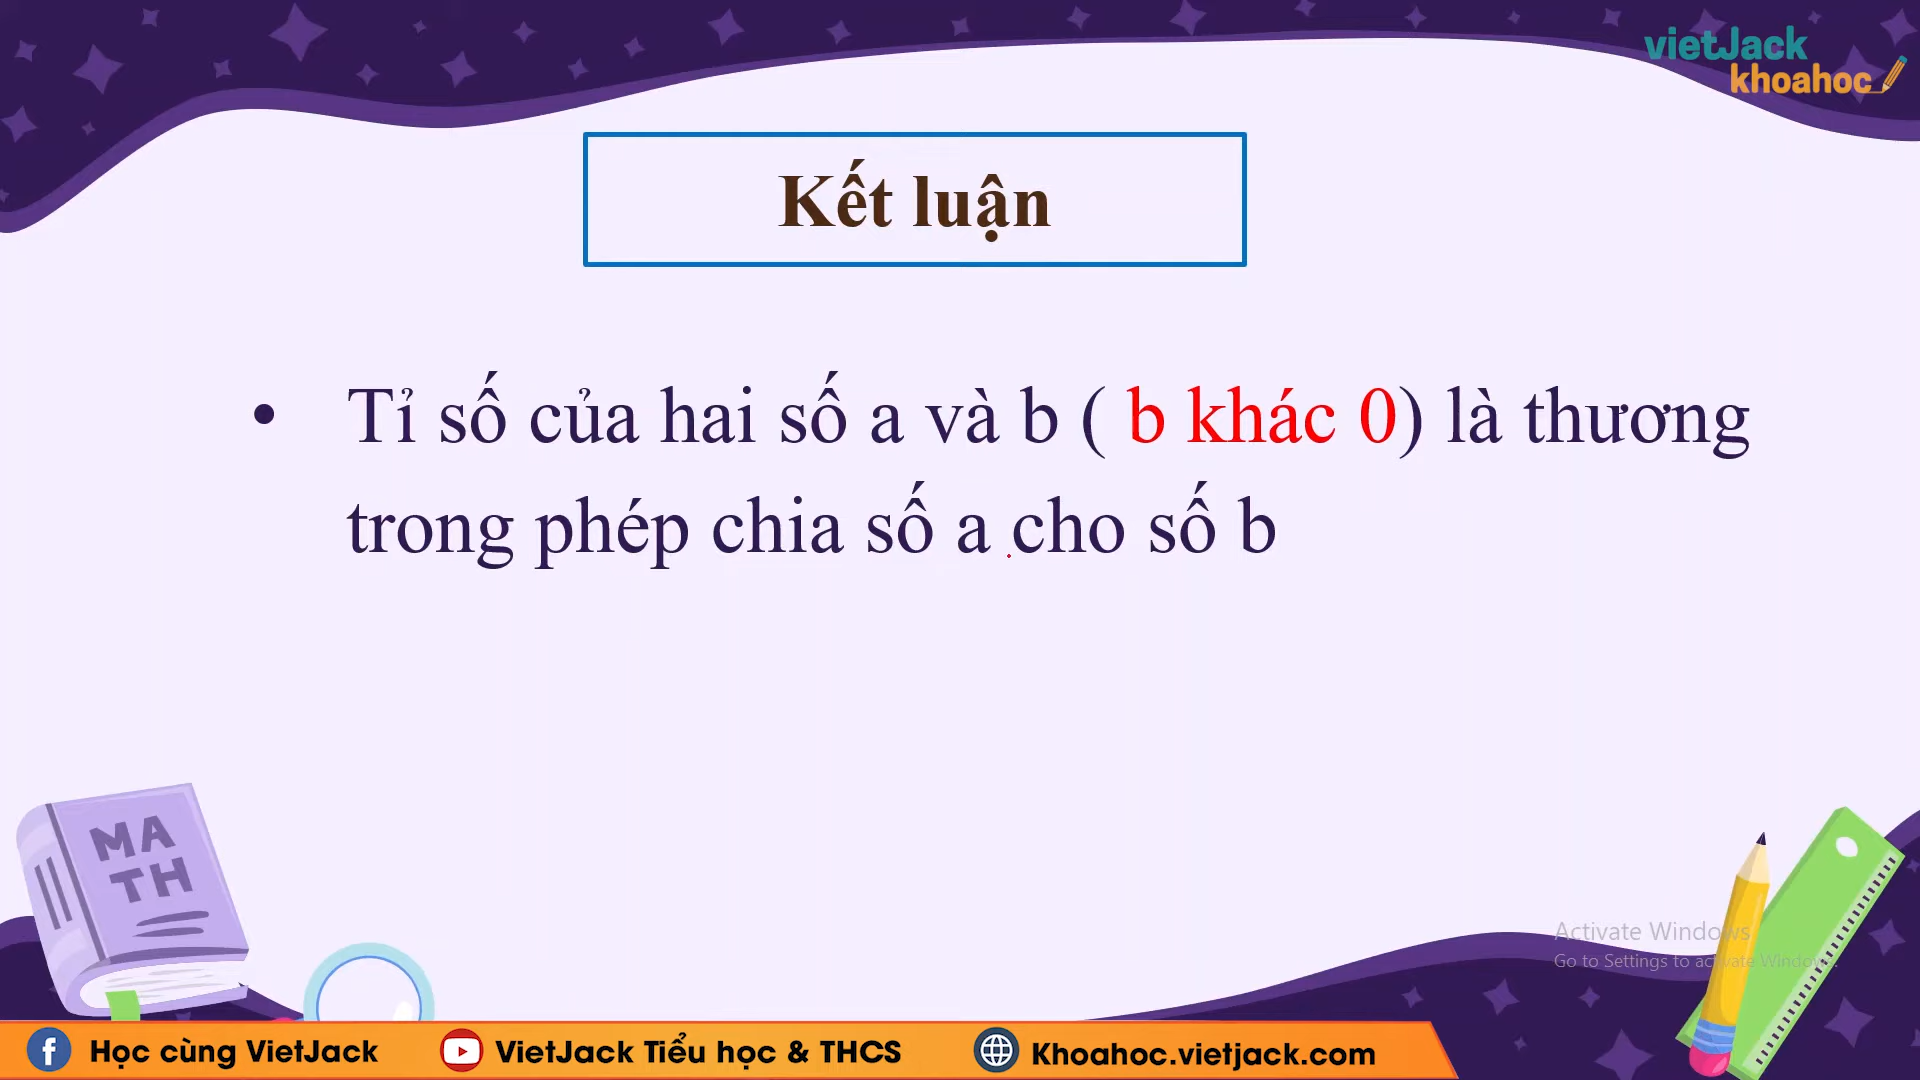 vietJack
khoahoc
Kết luận
• Tỉ số của hai số a và b ( b khác 0) là thương
trong phép chia số a cho số b
MA
TH
Activate Windows
Go to Settings to activate Windows.
Học cùng VietJack
VietJack Tiểu học & THCS
Khoahoc.vietjack.com